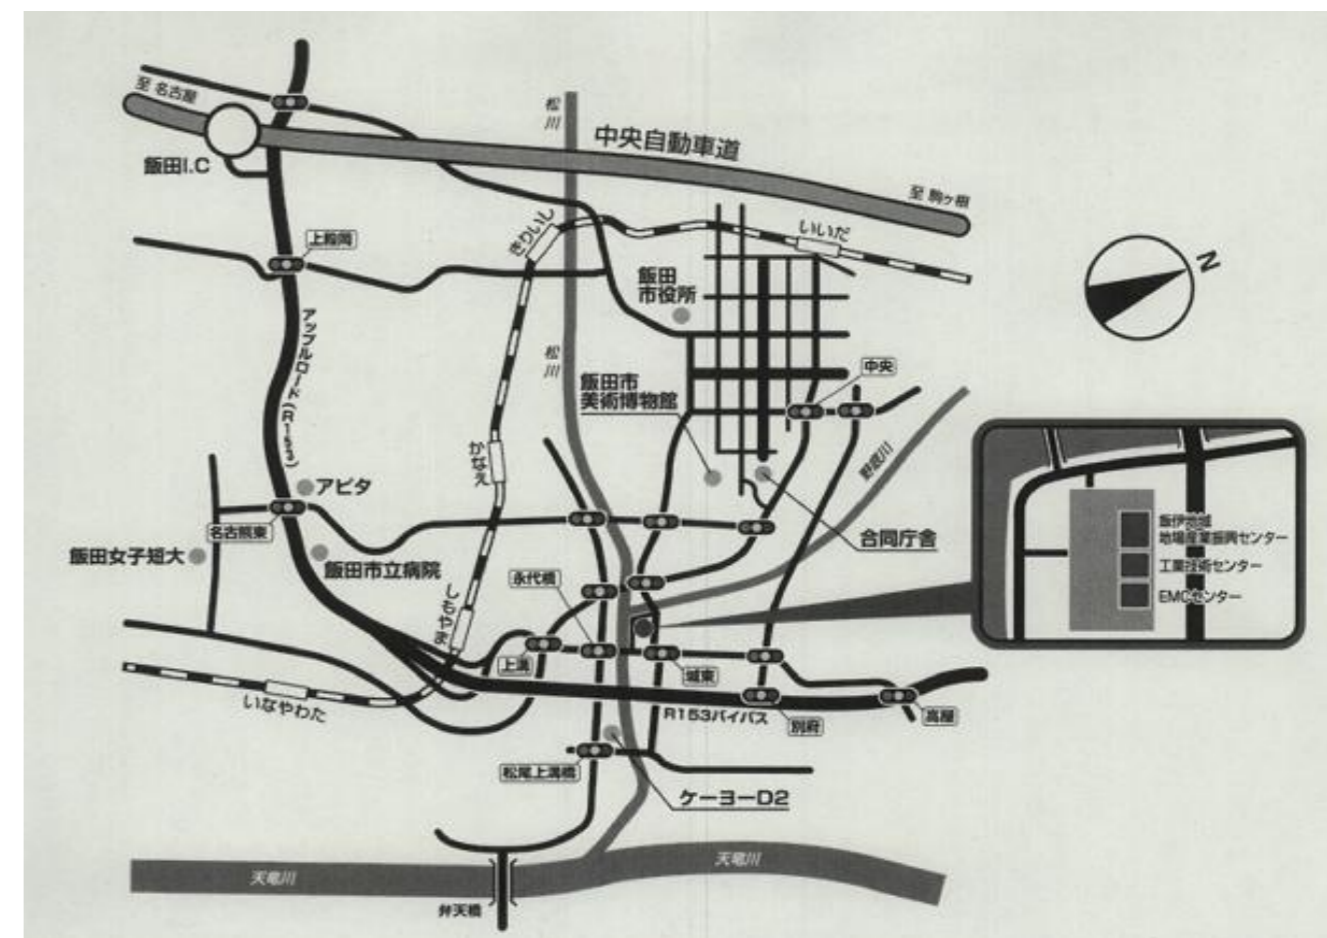 至 名古屋
松川
中央自動車道
飯田I.C
至 駒ヶ根
きりいし
いいだ
N
上殿岡
飯田
市役所
アップルロード(R153)
松川
飯田市
美術博物館
中央
かなえ
野底川
アピタ
名古熊東
合同庁舎
飯伊地域
地場産業振興センター
工業技術センター
EMCセンター
飯田女子短大
飯田市立病院
永代橋
しもやま
上溝
城東
いなやわた
R153バイパス
別府
高屋
松尾上溝橋
ケーヨーD2
天竜川
天竜川
弁天橋